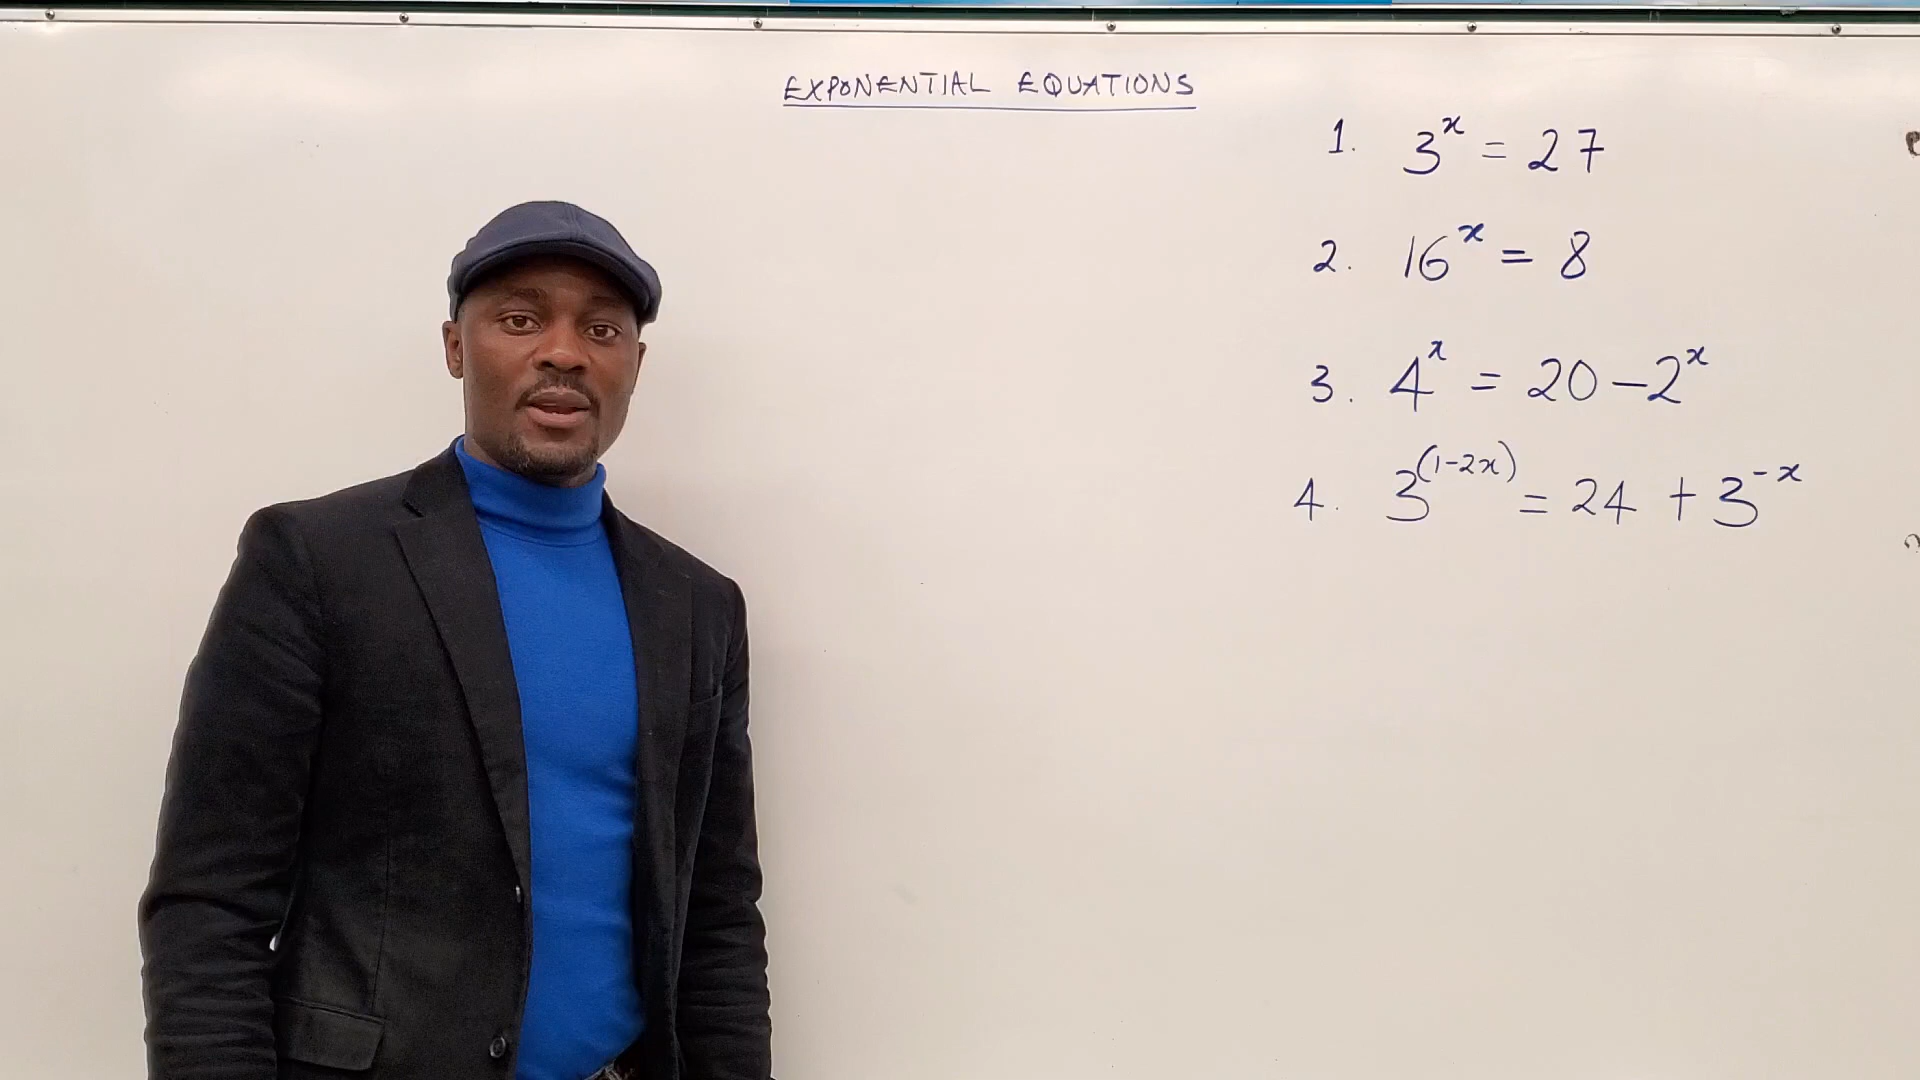 EXPONENTIAL EQUATIONS
1. 3^x = 27
2. 16^x = 8
3. 4^x = 20 – 2^x
4. 3^(1-2x) = 24 + 3^-x